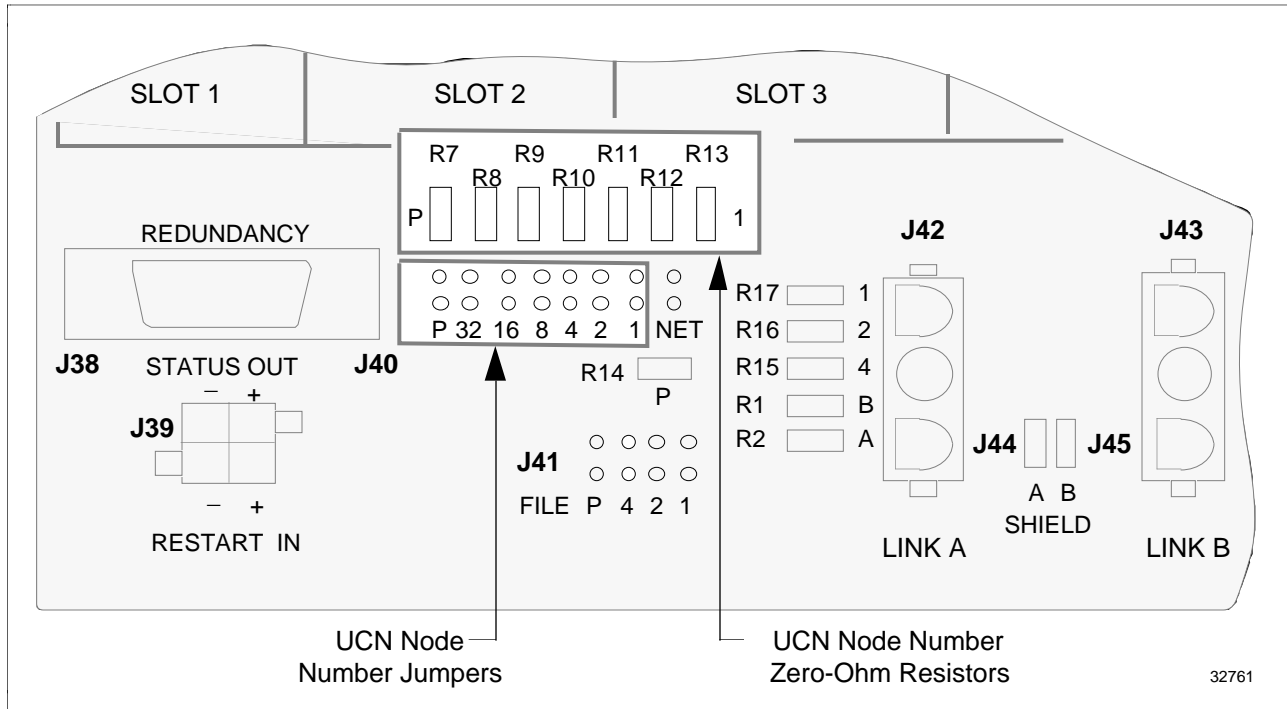 SLOT 1 SLOT 2 SLOT 3
R7 R9 R11 R13
R8 R10 R12
P 1
REDUNDANCY
J42 J43
R17 1
P 32 16 8 4 2 1 NET
R16 2
J38 STATUS OUT J40
R14
R15 4
– +
P
R1 B
J39
R2 A
J41
J44 J45
– +
FILE P 4 2 1
A B
SHIELD
RESTART IN
LINK A LINK B
UCN Node
Number Jumpers
UCN Node Number
Zero-Ohm Resistors
32761